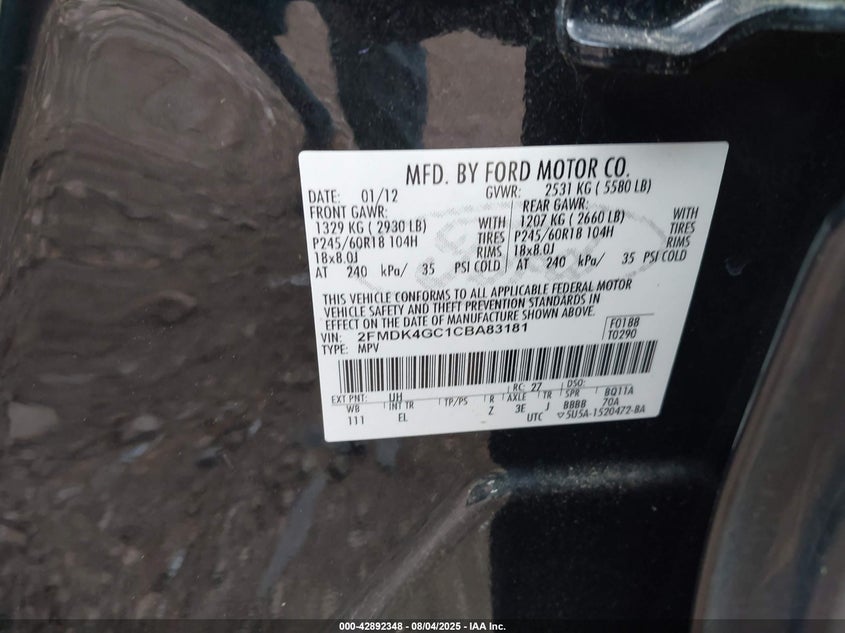 MFD. BY FORD MOTOR CO.
DATE: 01/12 GVWR: 2531 KG ( 5580 LB)
FRONT GAWR: REAR GAWR:
1329 KG ( 2930 LB) WITH 1207 KG ( 2660 LB) WITH
P245/60R18 104H TIRES P245/60R18 104H TIRES
18x8.0J RIMS 18x8.0J RIMS
AT 240 kPa/ 35 PSI COLD AT 240 kPa/ 35 PSI COLD
THIS VEHICLE CONFORMS TO ALL APPLICABLE FEDERAL MOTOR
VEHICLE SAFETY AND THEFT PREVENTION STANDARDS IN
EFFECT ON THE DATE OF MANUFACTURE SHOWN ABOVE.
VIN: 2FMDK4GC1CBA83181 F0188
TYPE: MPV T0290
EXT PNT: UH RC: 27 DSO: BQ11A
WB INT TR TP/PS R AXLE TR SPR
111 EL Z 3E J BBBB 70A
UTC 5U5A-1520472-BA
Ford
000-42892348 - 08/04/2025 - IAA Inc.